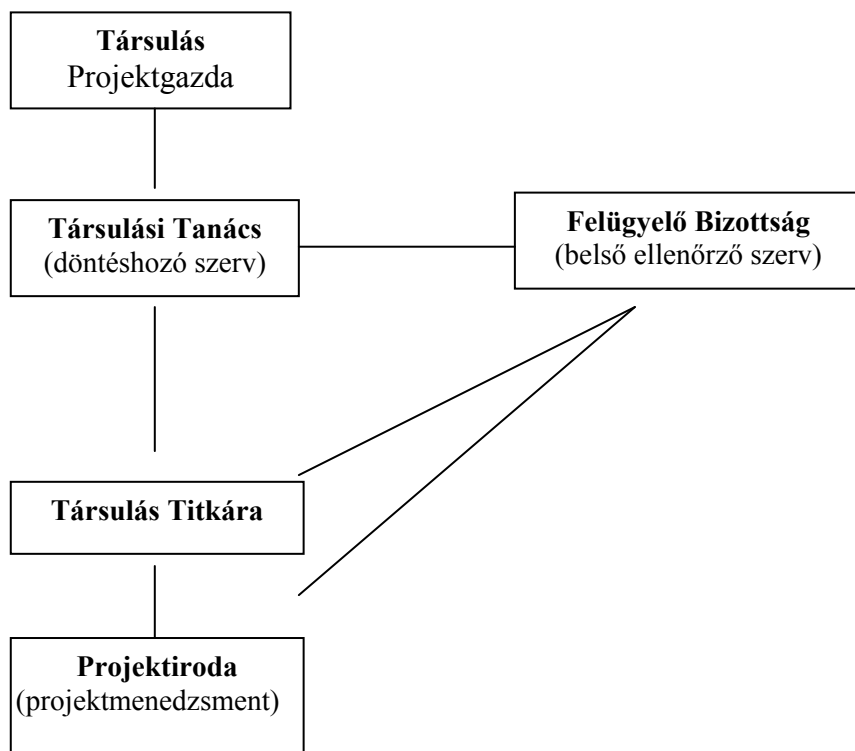 Társulás
Projektgazda
Társulási Tanács
(döntéshozó szerv)
Felügyelő Bizottság
(belső ellenőrző szerv)
Társulás Titkára
Projektiroda
(projektmenedzsment)